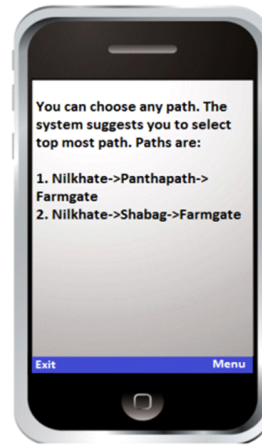 You can choose any path. The
system suggests you to select
top most path. Paths are:
1. Nilkhate->Panthapath->
Farmgate
2. Nilkhate->Shabag->Farmgate
Exit Menu